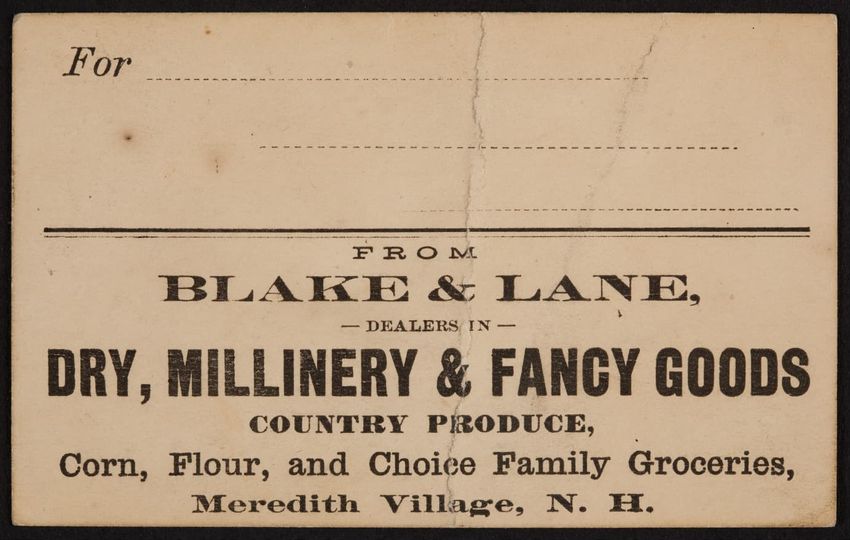 For
FROM
BLAKE & LANE,
— DEALERS IN —
DRY, MILLINERY & FANCY GOODS
COUNTRY PRODUCE,
Corn, Flour, and Choice Family Groceries,
Meredith Village, N. H.